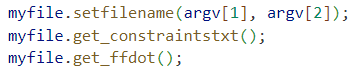 myfile.setfilename(argv[1], argv[2]);
myfile.get_constraintstxt();
myfile.get_ffdot();